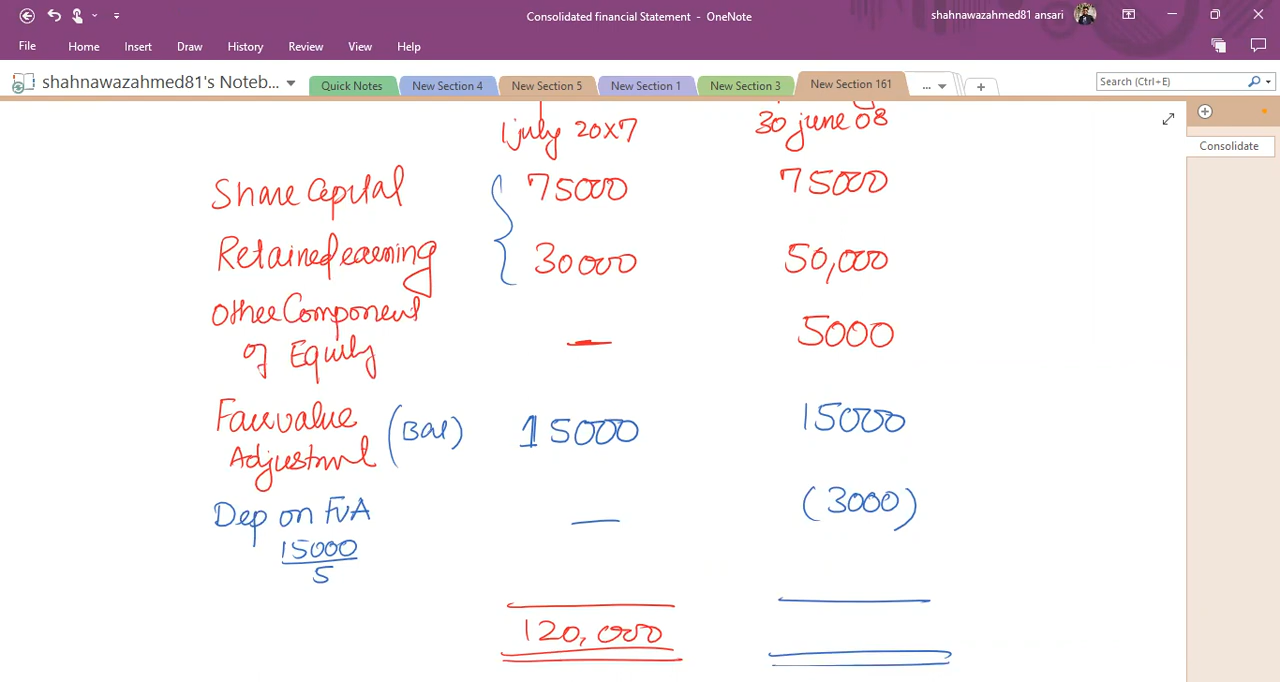 Consolidated financial Statement - OneNote
shahnawazahmed81 ansari
File Home Insert Draw History Review View Help
shahnawazahmed81's Noteb... Quick Notes New Section 4 New Section 5 New Section 1 New Section 3 New Section 161 ... Search (Ctrl+E)
Consolidate
1 july 20x7 30 june 08
Share Capital 75000 75000
Retained earning 30000 50,000
Other Component
of Equity — 5000
Fair value (Bal) 15000 15000
Adjustment
Dep on FVA — (3000)
15000
5
120,000